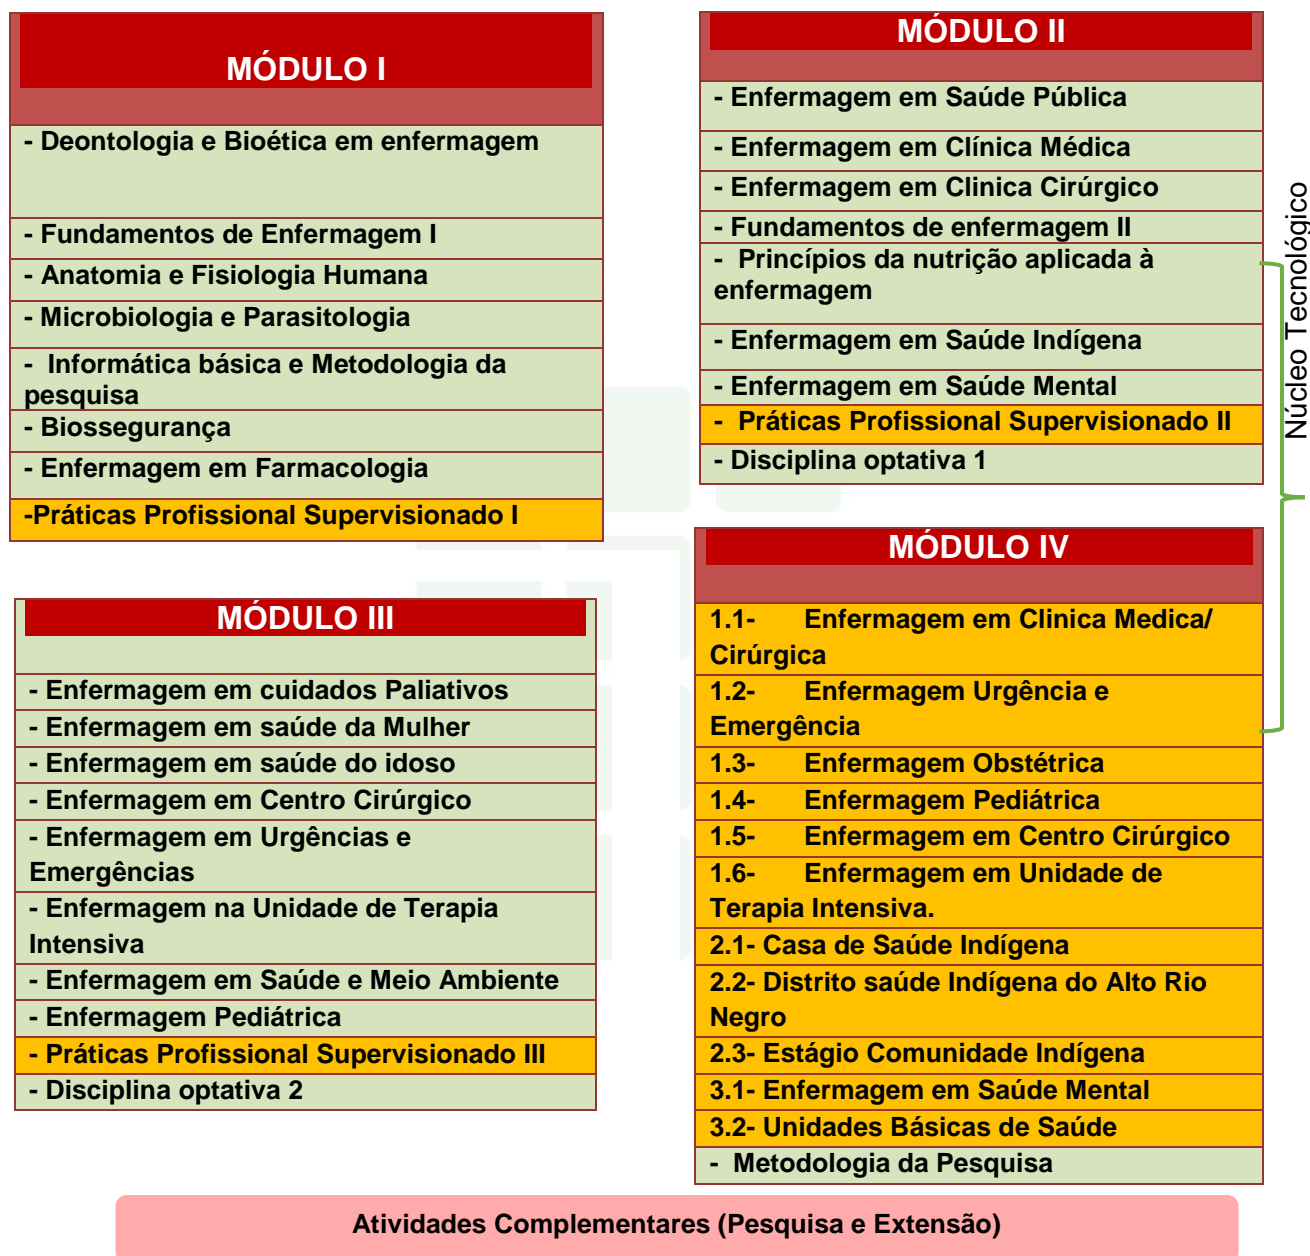 MÓDULO I
- Deontologia e Bioética em enfermagem
- Fundamentos de Enfermagem I
- Anatomia e Fisiologia Humana
- Microbiologia e Parasitologia
- Informática básica e Metodologia da
pesquisa
- Biossegurança
- Enfermagem em Farmacologia
-Práticas Profissional Supervisionado I
MÓDULO II
- Enfermagem em Saúde Pública
- Enfermagem em Clínica Médica
- Enfermagem em Clinica Cirúrgico
- Fundamentos de enfermagem II
- Princípios da nutrição aplicada à
enfermagem
- Enfermagem em Saúde Indígena
- Enfermagem em Saúde Mental
- Práticas Profissional Supervisionado II
- Disciplina optativa 1
Núcleo Tecnológico
MÓDULO III
- Enfermagem em cuidados Paliativos
- Enfermagem em saúde da Mulher
- Enfermagem em saúde do idoso
- Enfermagem em Centro Cirúrgico
- Enfermagem em Urgências e
Emergências
- Enfermagem na Unidade de Terapia
Intensiva
- Enfermagem em Saúde e Meio Ambiente
- Enfermagem Pediátrica
- Práticas Profissional Supervisionado III
- Disciplina optativa 2
MÓDULO IV
1.1- Enfermagem em Clinica Medica/
Cirúrgica
1.2- Enfermagem Urgência e
Emergência
1.3- Enfermagem Obstétrica
1.4- Enfermagem Pediátrica
1.5- Enfermagem em Centro Cirúrgico
1.6- Enfermagem em Unidade de
Terapia Intensiva.
2.1- Casa de Saúde Indígena
2.2- Distrito saúde Indígena do Alto Rio
Negro
2.3- Estágio Comunidade Indígena
3.1- Enfermagem em Saúde Mental
3.2- Unidades Básicas de Saúde
- Metodologia da Pesquisa
Atividades Complementares (Pesquisa e Extensão)